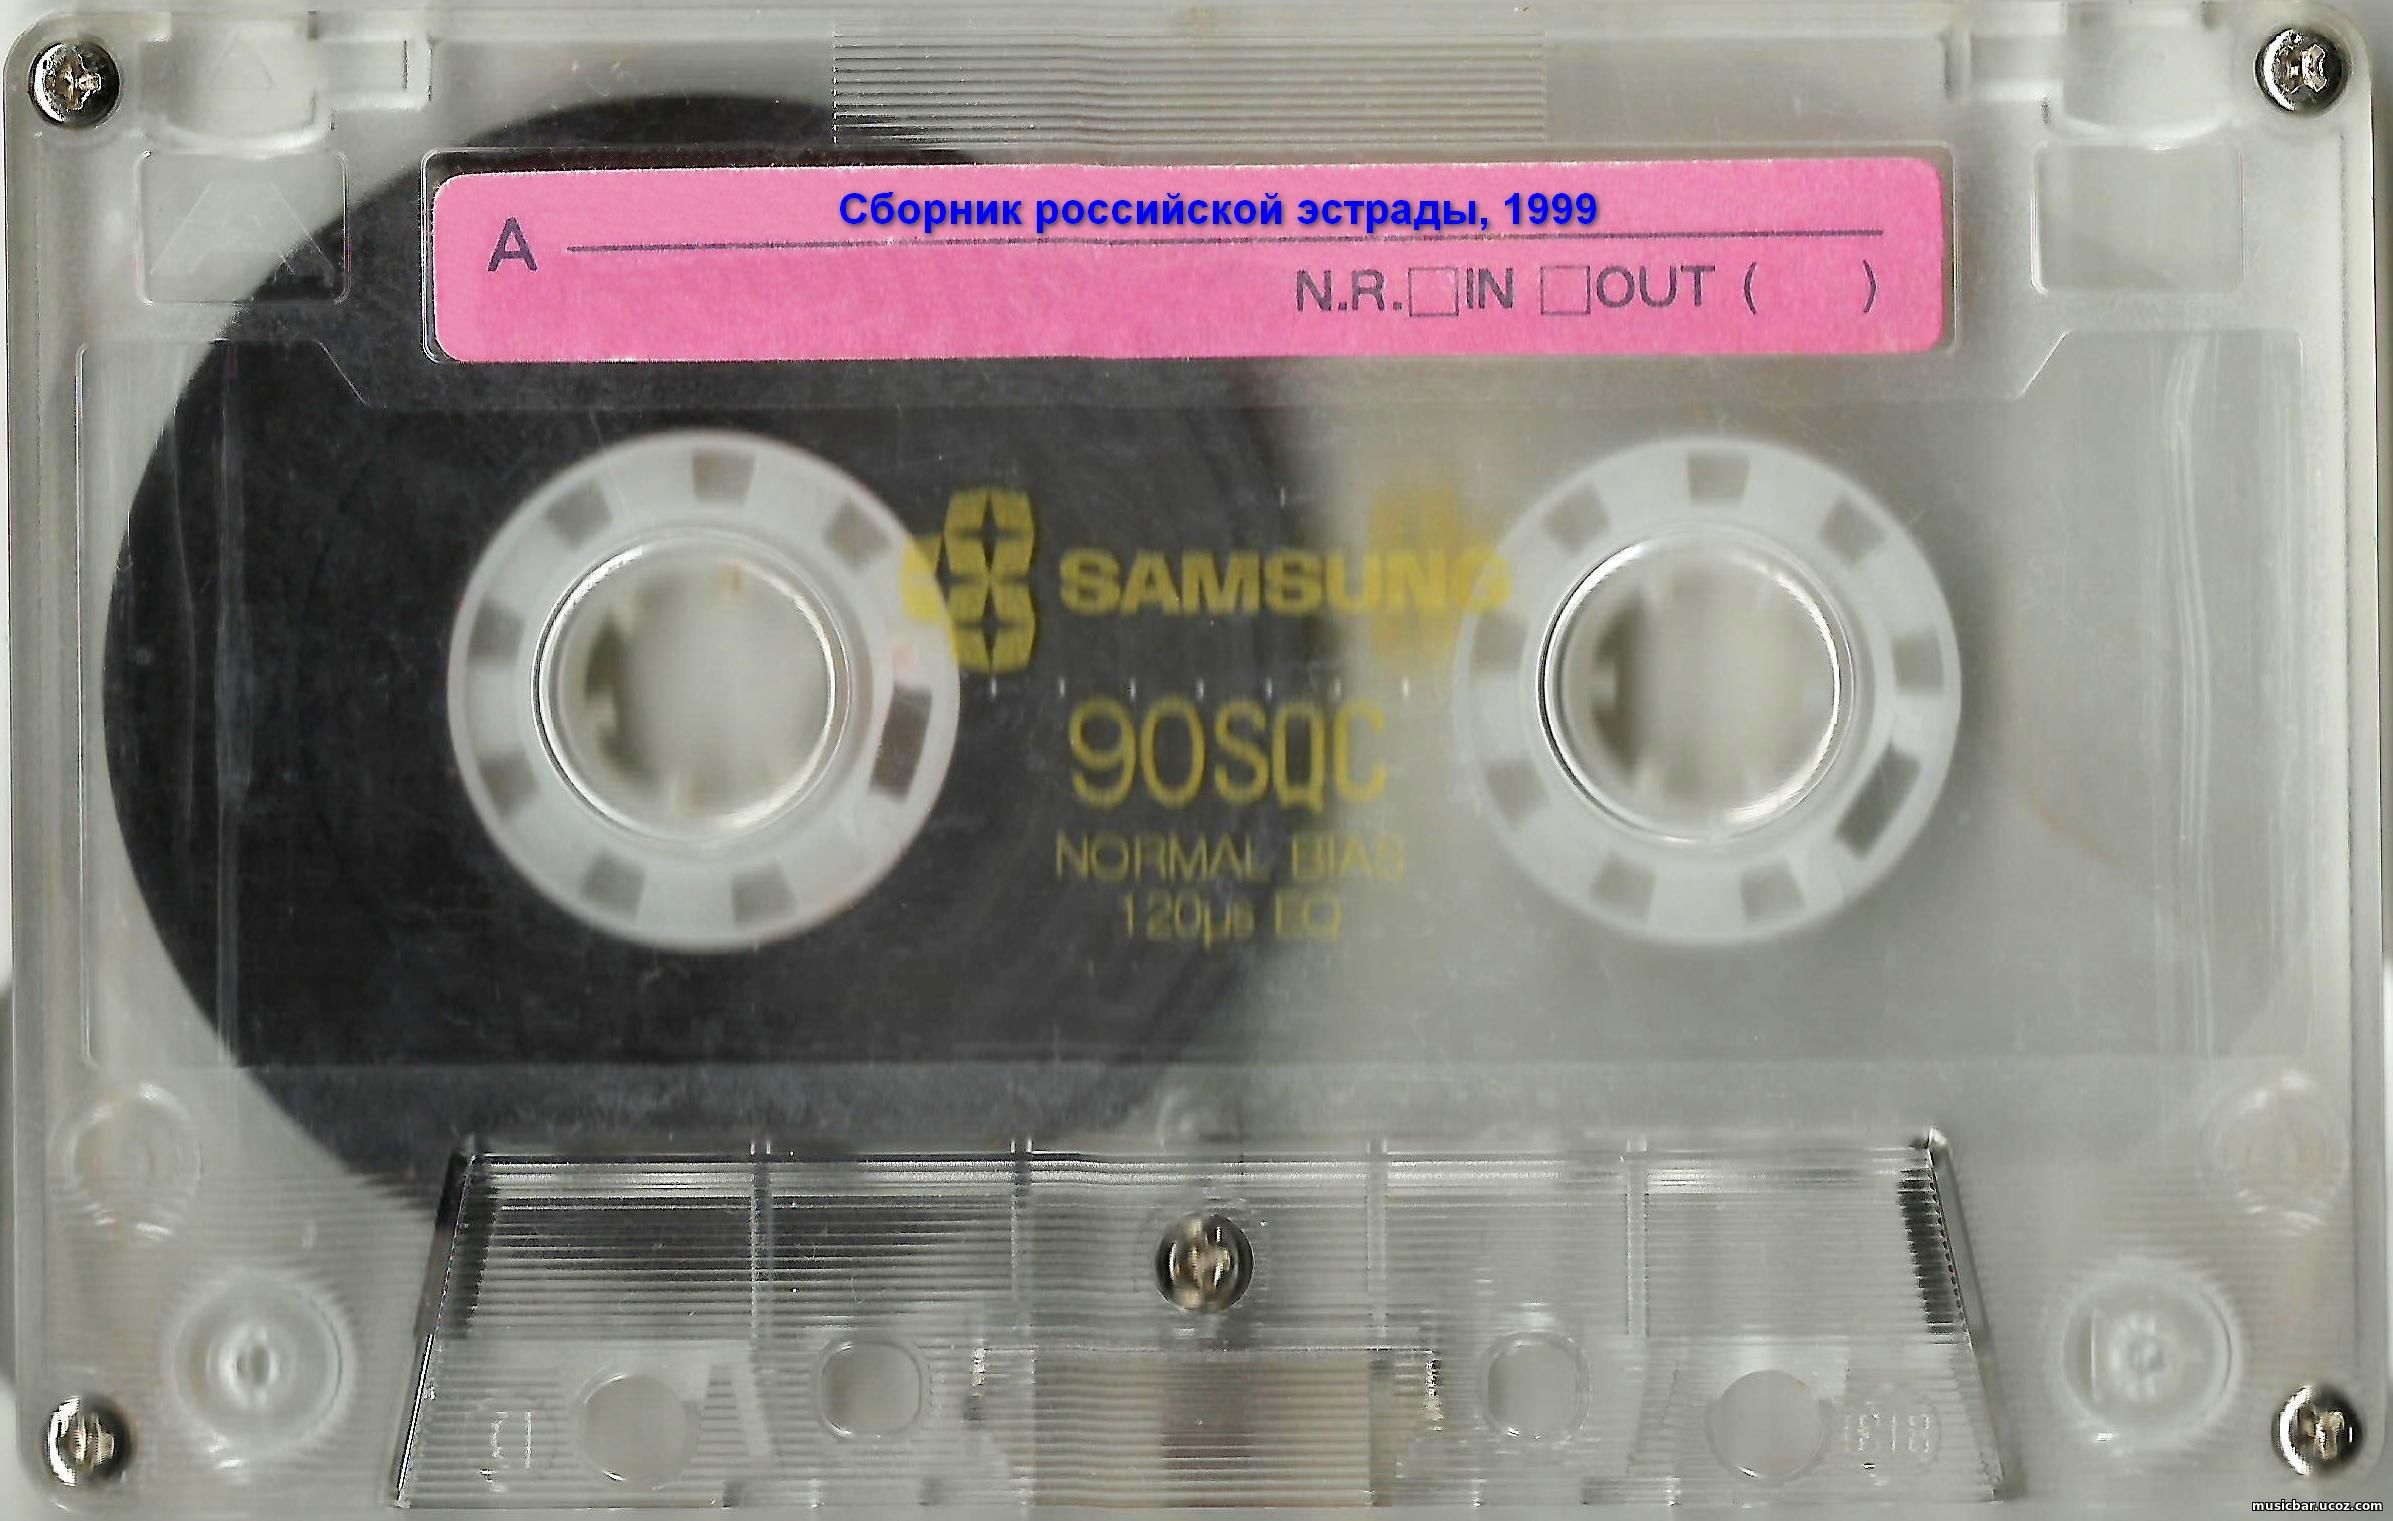 Сборник российской эстрады, 1999
A
N.R. □IN □OUT ( )
SAMSUNG
90SQC
NORMAL BIAS
120µs EQ
musicbar.ucoz.com